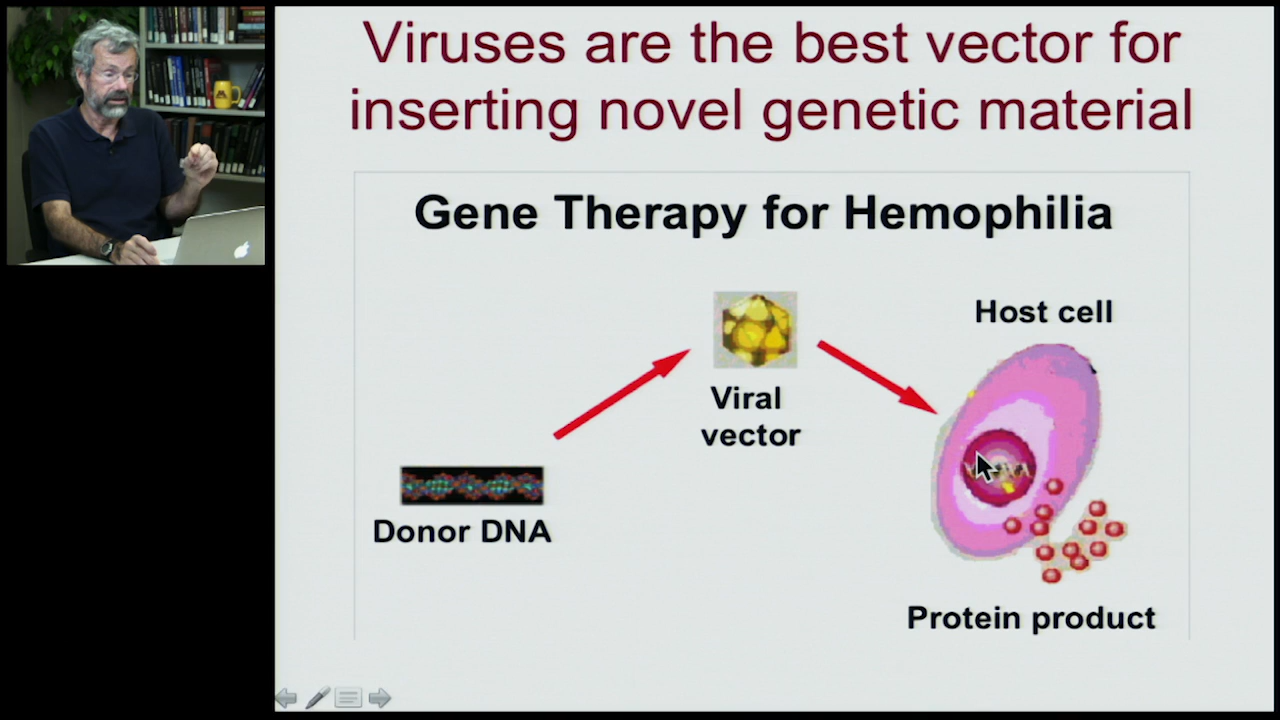 Viruses are the best vector for
inserting novel genetic material
Gene Therapy for Hemophilia
Host cell
Viral
vector
Donor DNA
Protein product